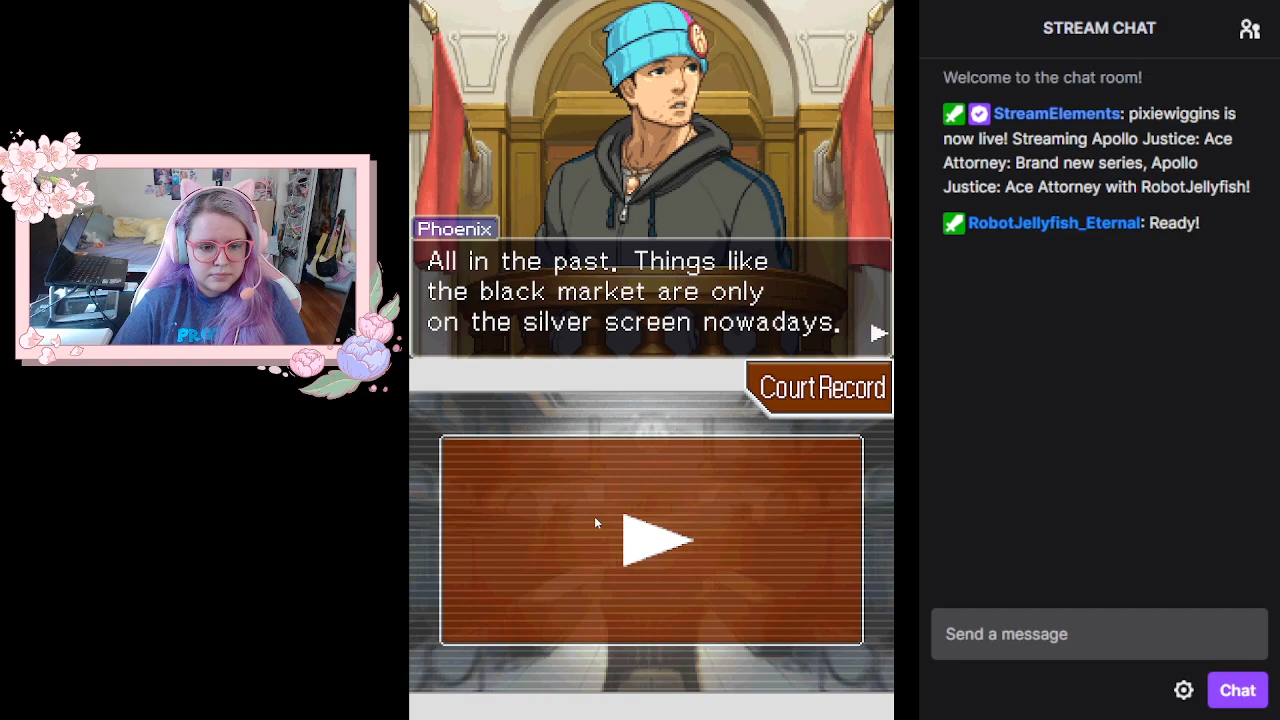 STREAM CHAT
Welcome to the chat room!
StreamElements: pixiewiggins is
now live! Streaming Apollo Justice: Ace
Attorney: Brand new series, Apollo
Justice: Ace Attorney with RobotJellyfish!
RobotJellyfish_Eternal: Ready!
Phoenix
All in the past. Things like
the black market are only
on the silver screen nowadays.
Court Record
Send a message
Chat